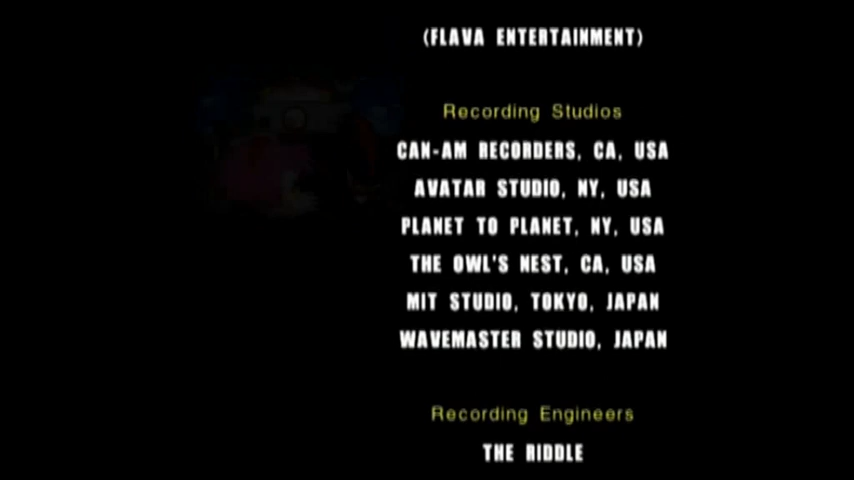 (FLAVA ENTERTAINMENT)
Recording Studios
CAN-AM RECORDERS, CA, USA
AVATAR STUDIO, NY, USA
PLANET TO PLANET, NY, USA
THE OWL'S NEST, CA, USA
MIT STUDIO, TOKYO, JAPAN
WAVEMASTER STUDIO, JAPAN
Recording Engineers
THE RIDDLE